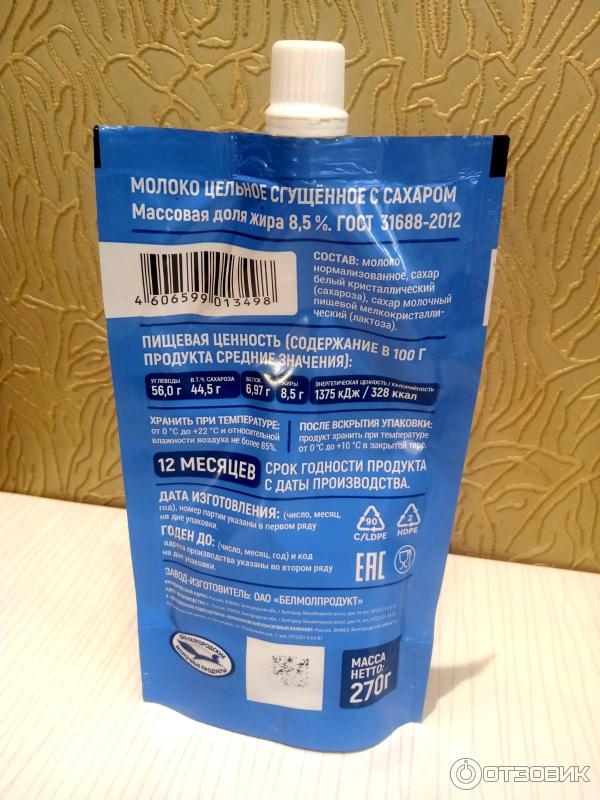 МОЛОКО ЦЕЛЬНОЕ СГУЩЁННОЕ С САХАРОМ
Массовая доля жира 8,5 %. ГОСТ 31688-2012
4 606599 013498
СОСТАВ: молоко
нормализованное, сахар
белый кристаллический
(сахароза), сахар молочный
пищевой мелкокристалли-
ческий (лактоза).
ПИЩЕВАЯ ЦЕННОСТЬ (СОДЕРЖАНИЕ В 100 Г
ПРОДУКТА СРЕДНИЕ ЗНАЧЕНИЯ):
УГЛЕВОДЫ
56,0 г
В.Т.Ч. САХАРОЗА
44,5 г
БЕЛОК
6,97 г
ЖИРЫ
8,5 г
ЭНЕРГЕТИЧЕСКАЯ ЦЕННОСТЬ / КАЛОРИЙНОСТЬ
1375 кДж / 328 ккал
ХРАНИТЬ ПРИ ТЕМПЕРАТУРЕ:
от 0 °С до +22 °С и относительной
влажности воздуха не более 85%.
ПОСЛЕ ВСКРЫТИЯ УПАКОВКИ:
продукт хранить при температуре
от 0 °С до +10 °С в закрытой таре.
12 МЕСЯЦЕВ
СРОК ГОДНОСТИ ПРОДУКТА
С ДАТЫ ПРОИЗВОДСТВА.
ДАТА ИЗГОТОВЛЕНИЯ: (число, месяц,
год), номер партии указаны в первом ряду
на дне упаковки.
ГОДЕН ДО: (число, месяц, год) и код
адреса производства указаны во втором ряду
на дне упаковки.
90
C/LDPE
2
HDPE
EAC
ЗАВОД-ИЗГОТОВИТЕЛЬ: ОАО "БЕЛМОЛПРОДУКТ"
БЕЛГОРОДСКИЕ
МОЛОЧНЫЕ ПРОДУКТЫ
МАССА
НЕТТО:
270г
ОТЗОВИК